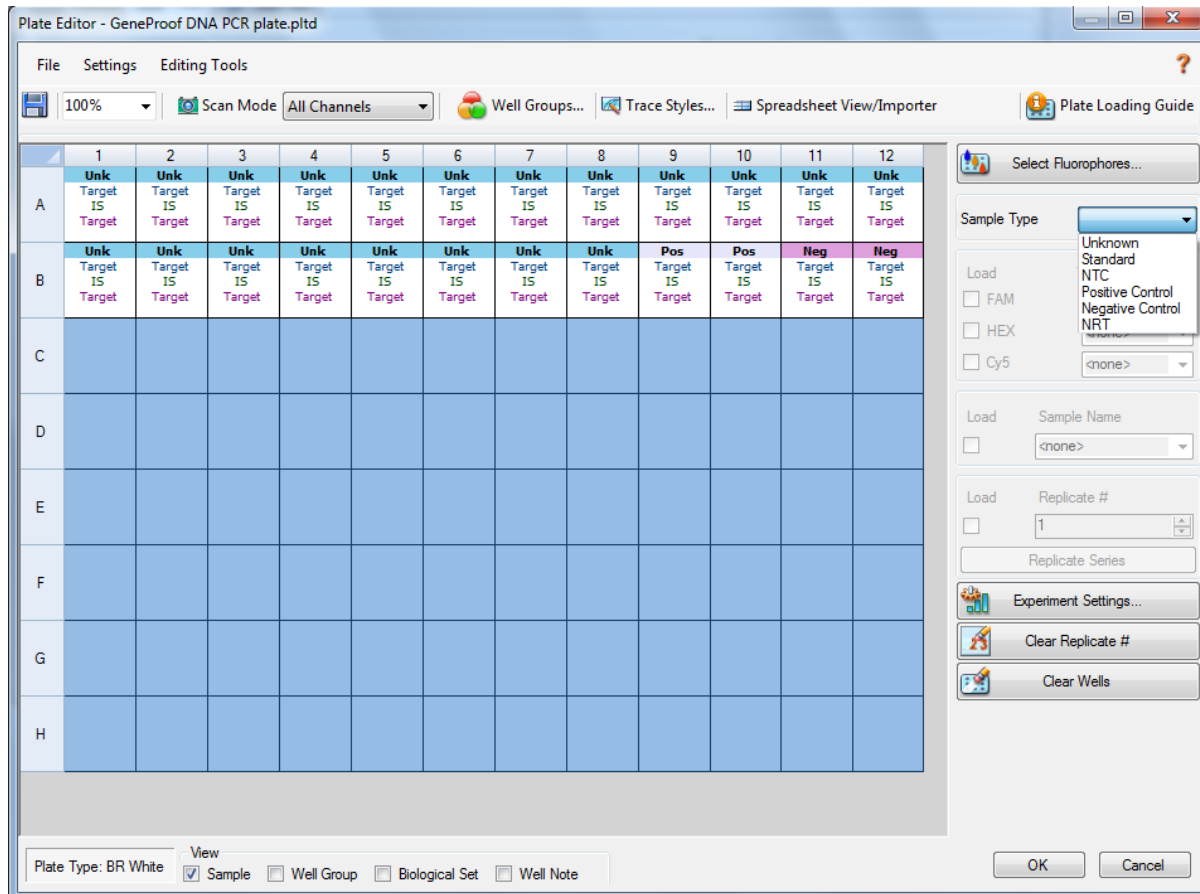 Plate Editor - GeneProof DNA PCR plate.pltd
File Settings Editing Tools ?
100% Scan Mode All Channels Well Groups... Trace Styles... Spreadsheet View/Importer Plate Loading Guide
1 2 3 4 5 6 7 8 9 10 11 12
Unk Unk Unk Unk Unk Unk Unk Unk Unk Unk Unk Unk
Target Target Target Target Target Target Target Target Target Target Target Target
A IS IS IS IS IS IS IS IS IS IS IS IS
Target Target Target Target Target Target Target Target Target Target Target Target
Unk Unk Unk Unk Unk Unk Unk Unk Pos Pos Neg Neg
Target Target Target Target Target Target Target Target Target Target Target Target
B IS IS IS IS IS IS IS IS IS IS IS IS
Target Target Target Target Target Target Target Target Target Target Target Target
C
D
E
F
G
H
Select Fluorophores...
Sample Type
Unknown
Standard
NTC
Positive Control
Negative Control
NRT
Load
FAM
HEX
Cy5 <none>
Load Sample Name
<none>
Load Replicate #
1
Replicate Series
Experiment Settings...
Clear Replicate #
Clear Wells
Plate Type: BR White
View
Sample Well Group Biological Set Well Note
OK Cancel